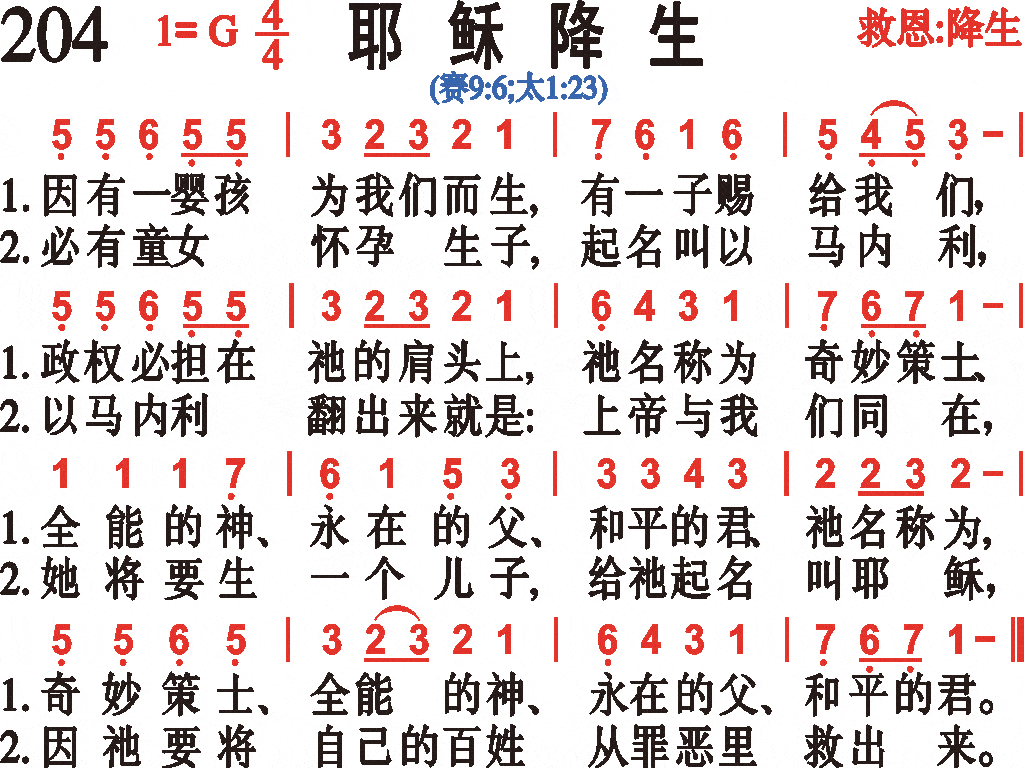 204 1=G 4/4 耶稣降生 救恩:降生
(赛9:6;太1:23)
5 5 6 5 5 | 3 2 3 2 1 | 7 6 1 6 | 5 4 5 3 – |
1.因有一婴孩 为我们而生, 有一子赐 给我们,
2.必有童女 怀孕 生子, 起名叫以 马内利,
5 5 6 5 5 | 3 2 3 2 1 | 6 4 3 1 | 7 6 7 1 – |
1.政权必担在 祂的肩头上, 祂名称为 奇妙策士、
2.以马内利 翻出来就是: 上帝与我 们同在,
1 1 1 7 | 6 1 5 3 | 3 3 4 3 | 2 2 3 2 – |
1.全能的神、 永在的父、 和平的君、 祂名称为,
2.她将要生 一个儿子, 给祂起名 叫耶稣,
5 5 6 5 | 3 2 3 2 1 | 6 4 3 1 | 7 6 7 1 – ‖
1.奇妙策士、 全能的神、 永在的父、 和平的君。
2.因祂要将 自己的百姓 从罪恶里 救出来。